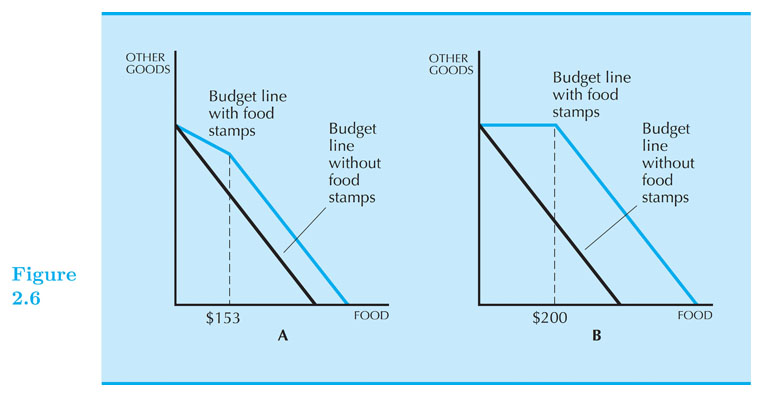 OTHER
GOODS
Budget line
with food
stamps
Budget
line
without
food
stamps
$153
FOOD
A
OTHER
GOODS
Budget line
with food
stamps
Budget
line
without
food
stamps
$200
FOOD
B
Figure
2.6